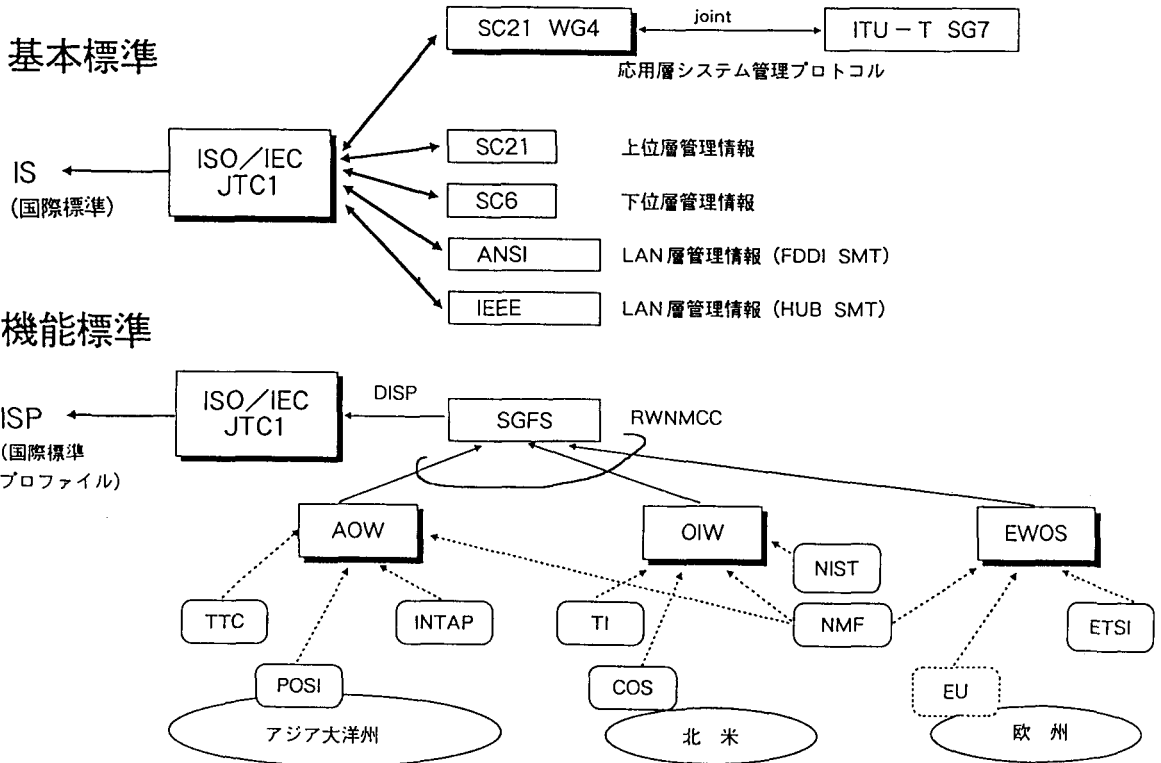 基本標準
SC21 WG4
joint
ITU－T SG7
応用層システム管理プロトコル
ISO／IEC
JTC1
IS
(国際標準)
SC21
上位層管理情報
SC6
下位層管理情報
ANSI
LAN層管理情報（FDDI SMT）
IEEE
LAN層管理情報（HUB SMT）
機能標準
ISO／IEC
JTC1
DISP
SGFS
RWNMCC
ISP
(国際標準
プロファイル)
AOW
OIW
EWOS
NIST
TTC
INTAP
TI
NMF
ETSI
POSI
COS
EU
アジア大洋州
北 米
欧 州